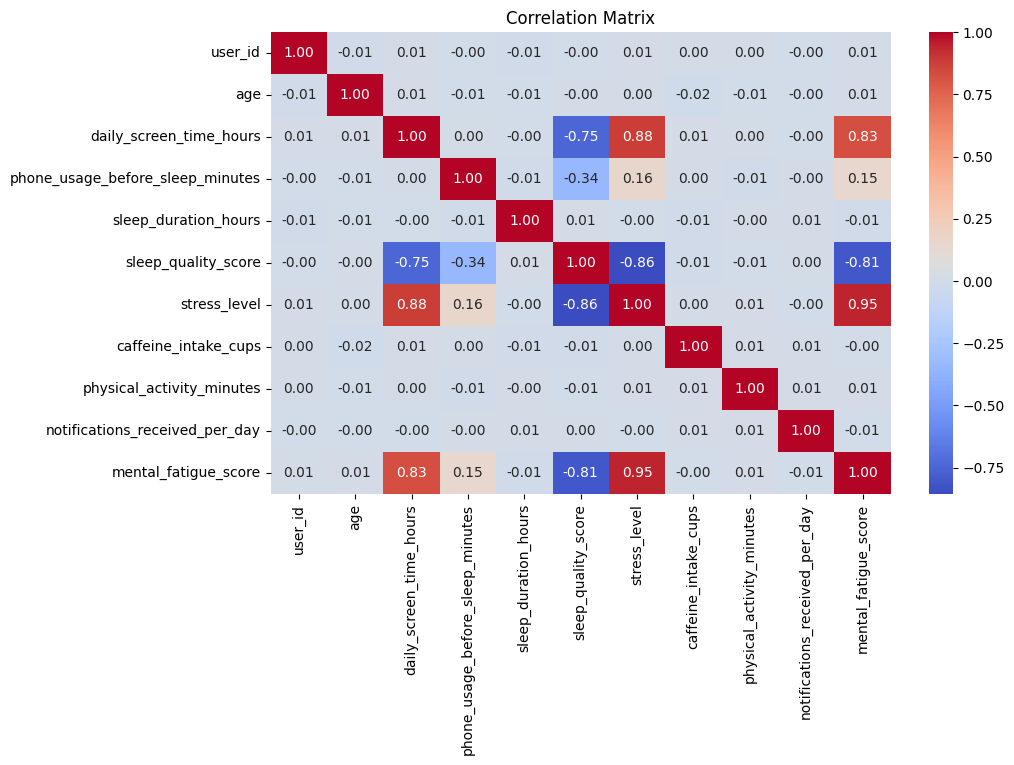 Correlation Matrix
user_id 1.00 -0.01 0.01 -0.00 -0.01 -0.00 0.01 0.00 0.00 -0.00 0.01
age -0.01 1.00 0.01 -0.01 -0.01 -0.00 0.00 -0.02 -0.01 -0.00 0.01
daily_screen_time_hours 0.01 0.01 1.00 0.00 -0.00 -0.75 0.88 0.01 0.00 -0.00 0.83
phone_usage_before_sleep_minutes -0.00 -0.01 0.00 1.00 -0.01 -0.34 0.16 0.00 -0.01 -0.00 0.15
sleep_duration_hours -0.01 -0.01 -0.00 -0.01 1.00 0.01 -0.00 -0.01 -0.00 0.01 -0.01
sleep_quality_score -0.00 -0.00 -0.75 -0.34 0.01 1.00 -0.86 -0.01 -0.01 0.00 -0.81
stress_level 0.01 0.00 0.88 0.16 -0.00 -0.86 1.00 0.00 0.01 -0.00 0.95
caffeine_intake_cups 0.00 -0.02 0.01 0.00 -0.01 -0.01 0.00 1.00 0.01 0.01 -0.00
physical_activity_minutes 0.00 -0.01 0.00 -0.01 -0.00 -0.01 0.01 0.01 1.00 0.01 0.01
notifications_received_per_day -0.00 -0.00 -0.00 -0.00 0.01 0.00 -0.00 0.01 0.01 1.00 -0.01
mental_fatigue_score 0.01 0.01 0.83 0.15 -0.01 -0.81 0.95 -0.00 0.01 -0.01 1.00
user_id
age
daily_screen_time_hours
phone_usage_before_sleep_minutes
sleep_duration_hours
sleep_quality_score
stress_level
caffeine_intake_cups
physical_activity_minutes
notifications_received_per_day
mental_fatigue_score
1.00
0.75
0.50
0.25
0.00
−0.25
−0.50
−0.75